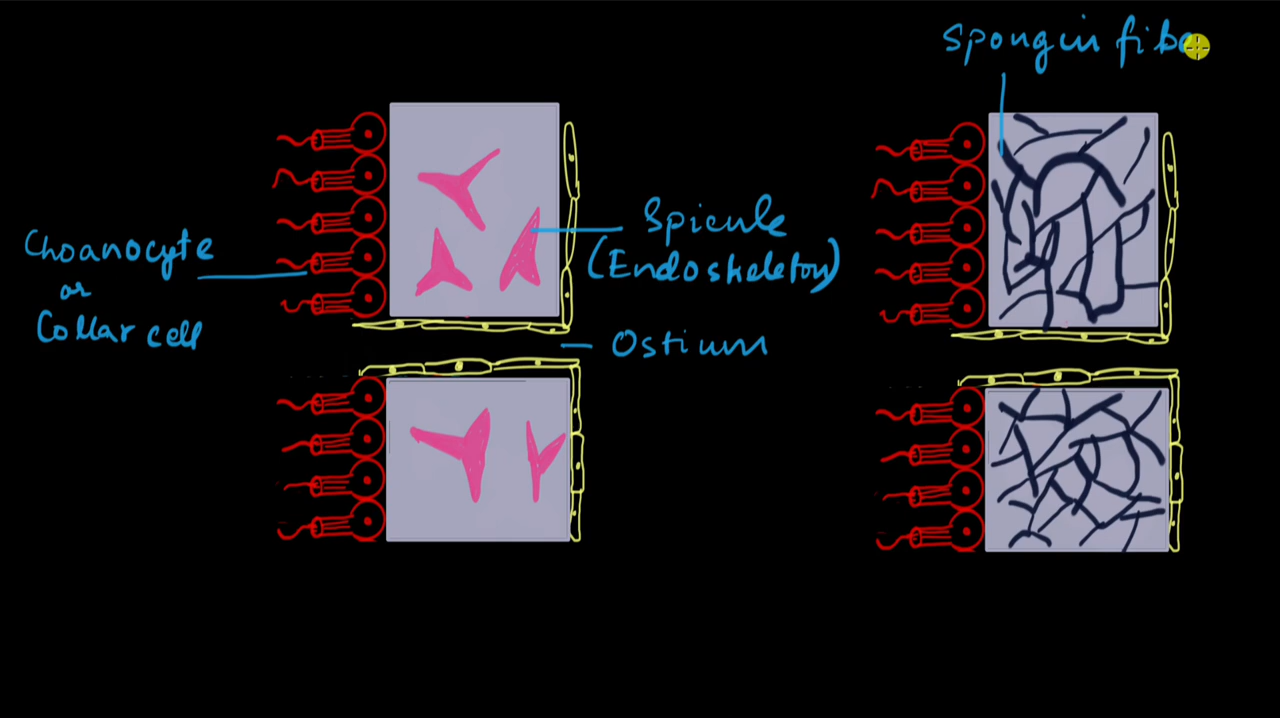 Spongin fibe
Choanocyte
or
Collar cell
Spicule
(Endoskeleton)
Ostium